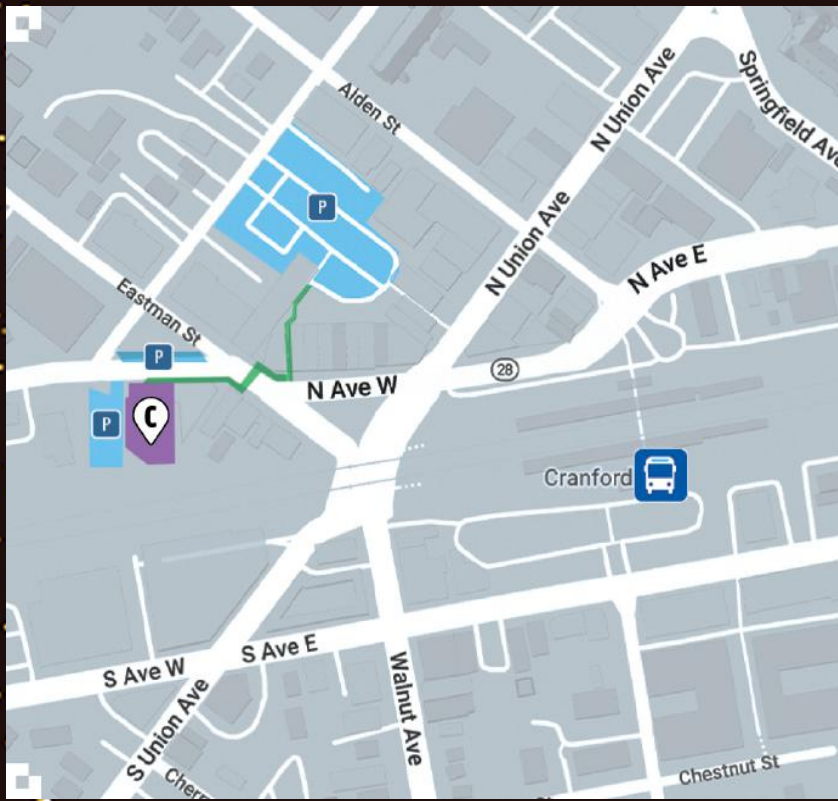 N Union Ave
Springfield Ave
Alden St
P
N Union Ave
N Ave E
Eastman St
P
28
N Ave W
P
C
Cranford
S Ave E
S Ave W
Walnut Ave
S Union Ave
Chestnut St